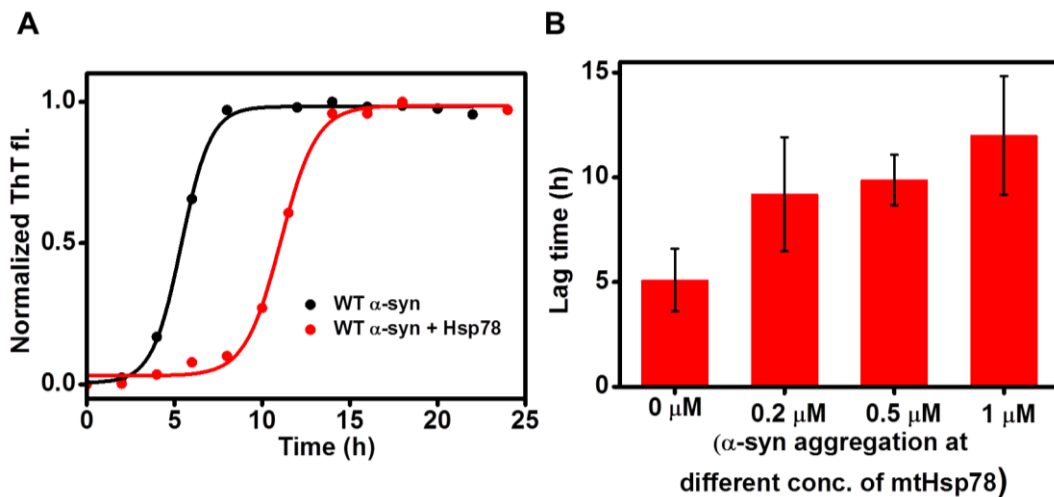 A
Normalized ThT fl.
1.0
0.5
0.0
WT α-syn
WT α-syn + Hsp78
0 5 10 15 20 25
Time (h)
B
Lag time (h)
15
10
5
0
0 μM 0.2 μM 0.5 μM 1 μM
(α-syn aggregation at
different conc. of mtHsp78)